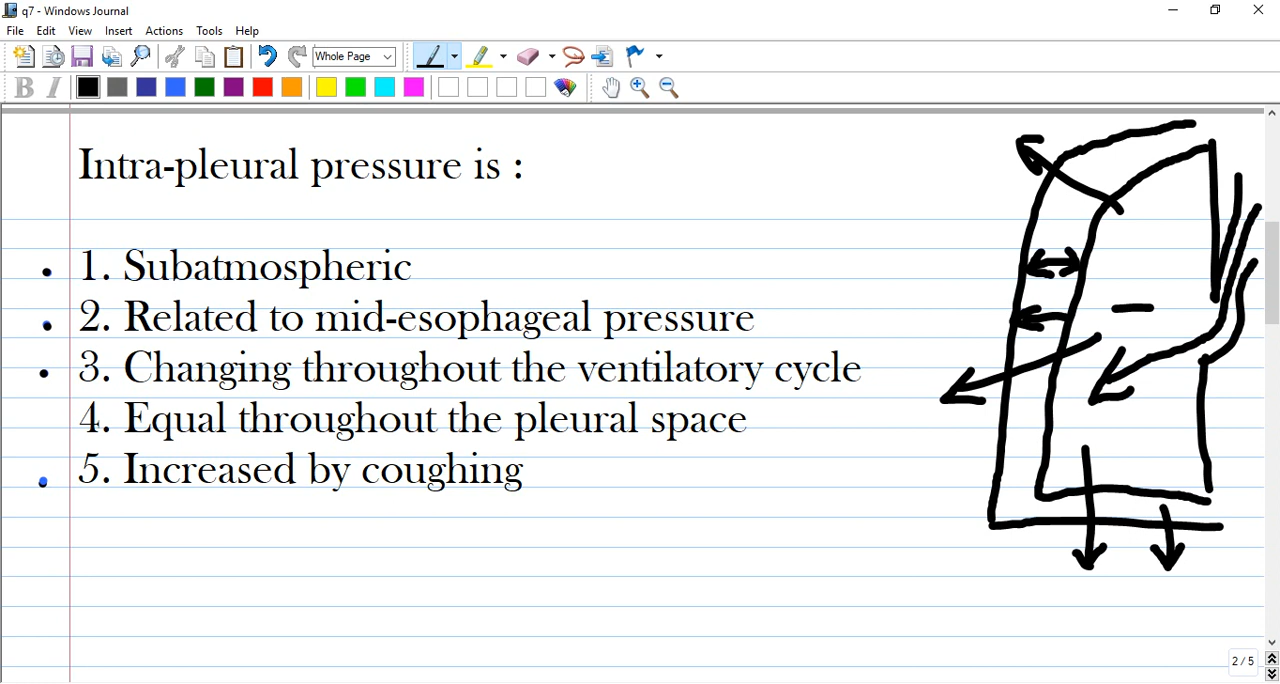 q7 - Windows Journal
File Edit View Insert Actions Tools Help
Whole Page
B I
Intra-pleural pressure is :
1. Subatmospheric
2. Related to mid-esophageal pressure
3. Changing throughout the ventilatory cycle
4. Equal throughout the pleural space
5. Increased by coughing
2 / 5